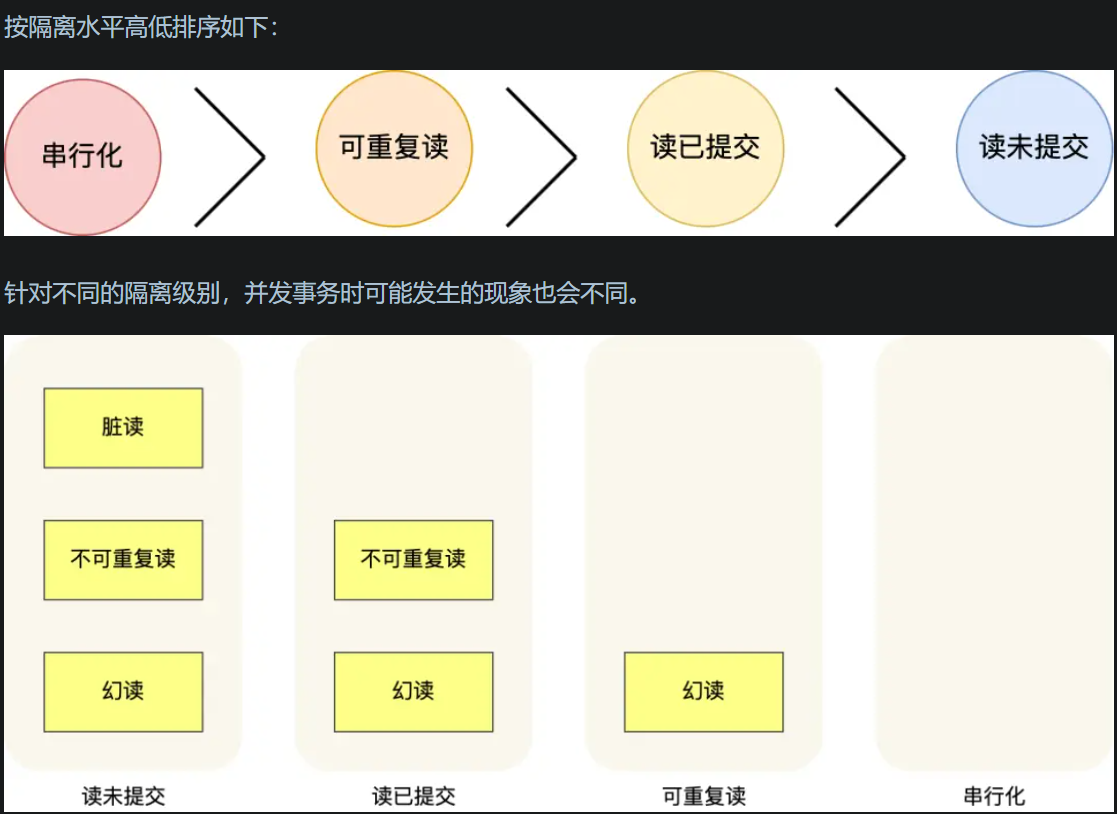 按隔离水平高低排序如下：
串行化
可重复读
读已提交
读未提交
针对不同的隔离级别，并发事务时可能发生的现象也会不同。
脏读
不可重复读
不可重复读
幻读
幻读
幻读
读未提交
读已提交
可重复读
串行化